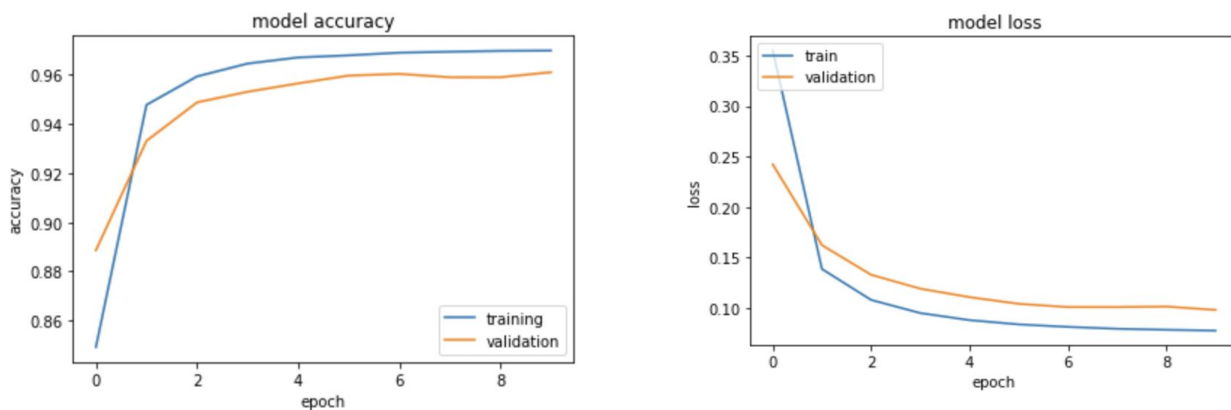 model accuracy
0.96
0.94
0.92
0.90
0.88
0.86
accuracy
training
validation
0 2 4 6 8
epoch
model loss
0.35
0.30
0.25
0.20
0.15
0.10
loss
train
validation
0 2 4 6 8
epoch